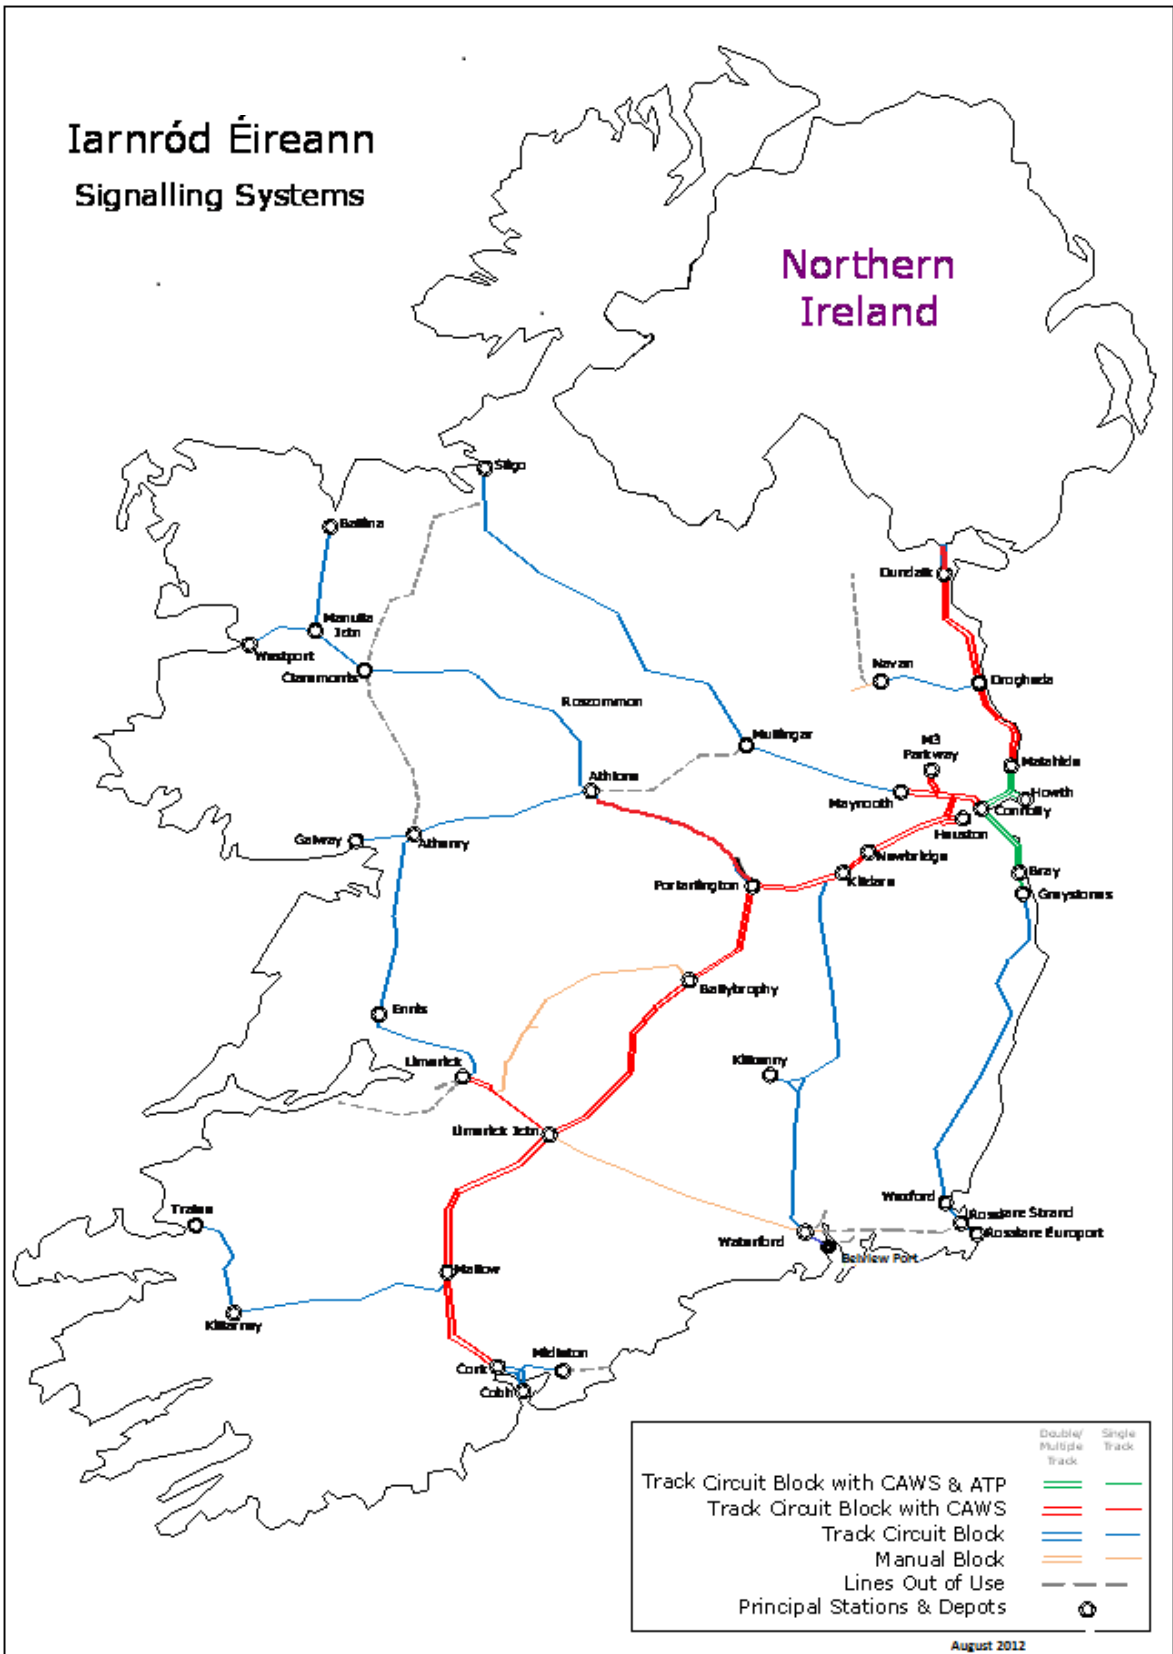 Iarnród Éireann
Signalling Systems
Northern
Ireland
Sligo
Ballina
Dundalk
Manulla
Jctn
Westport
Claremorris
Navan
Drogheda
Roscommon
Mullingar
M3
Parkway
Malahide
Athlone
Maynooth
Howth
Connolly
Heuston
Galway
Athenry
Newbridge
Kildare
Portarlington
Bray
Greystones
Ballybrophy
Ennis
Limerick
Kilkenny
Limerick Jctn
Wexford
Rosslare Strand
Rosslare Europort
Tralee
Waterford
Belview Port
Mallow
Killarney
Midleton
Cork
Cobh
Double/
Multiple
Track
Single
Track
Track Circuit Block with CAWS & ATP
Track Circuit Block with CAWS
Track Circuit Block
Manual Block
Lines Out of Use
Principal Stations & Depots
August 2012